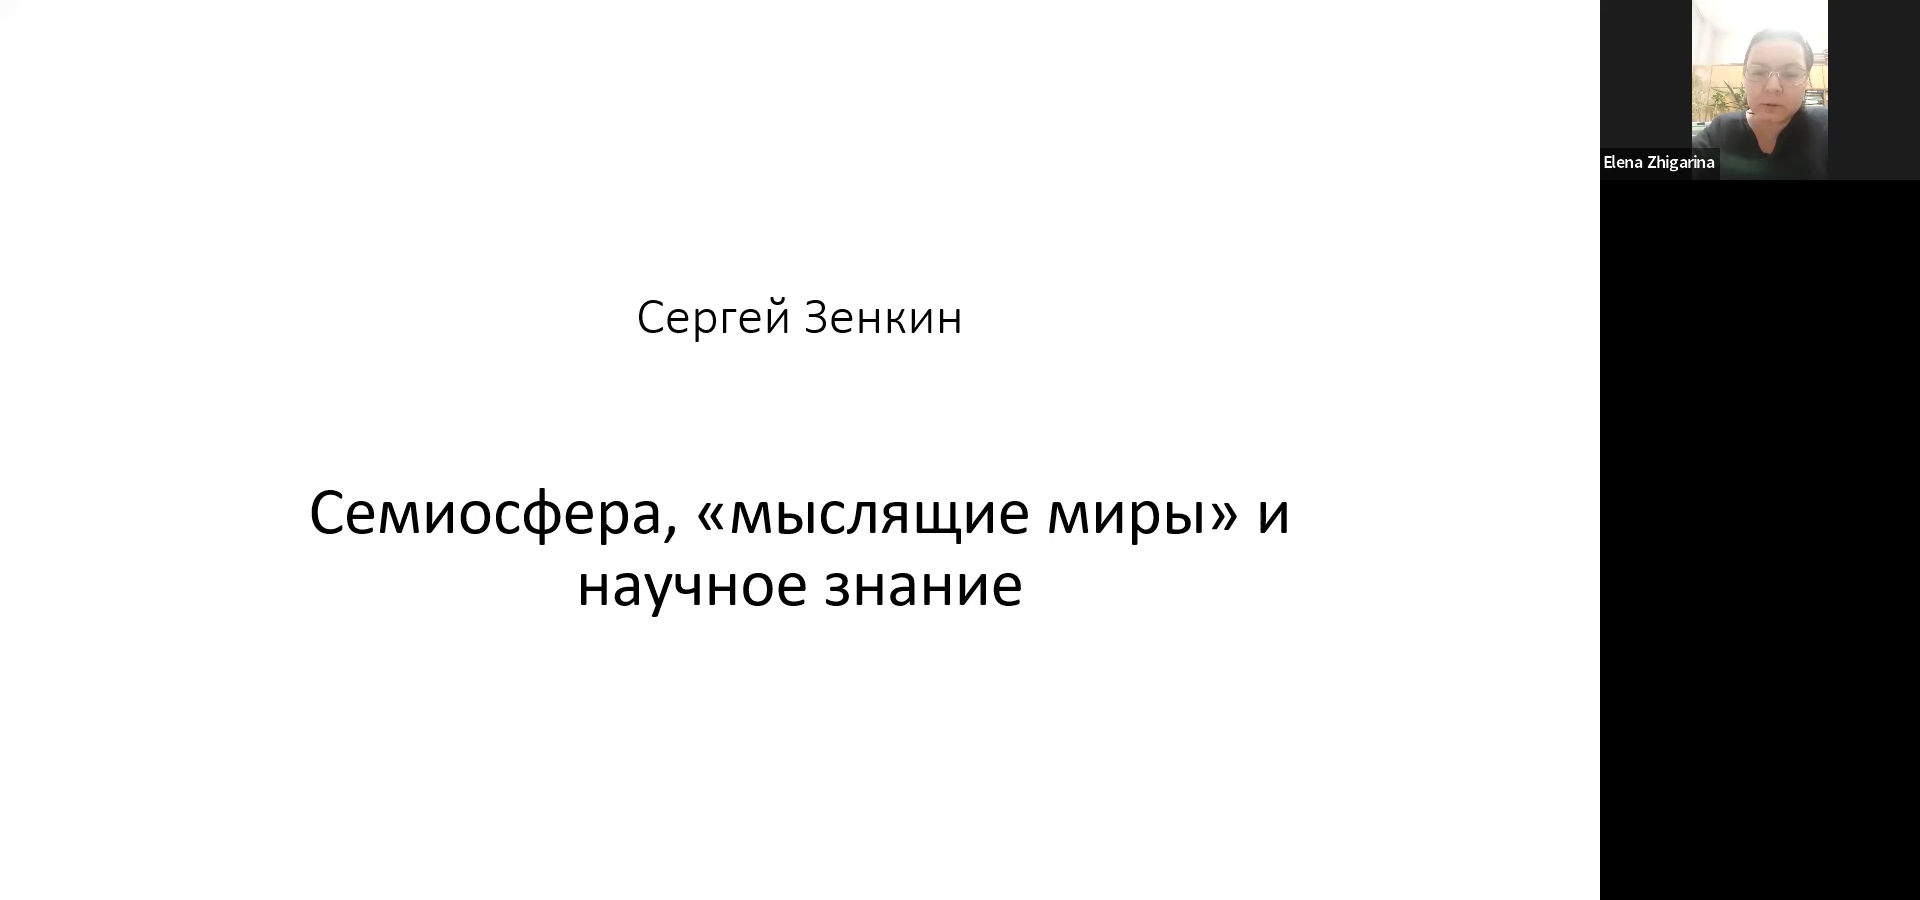 Сергей Зенкин
Семиосфера, «мыслящие миры» и
научное знание
Elena Zhigarina